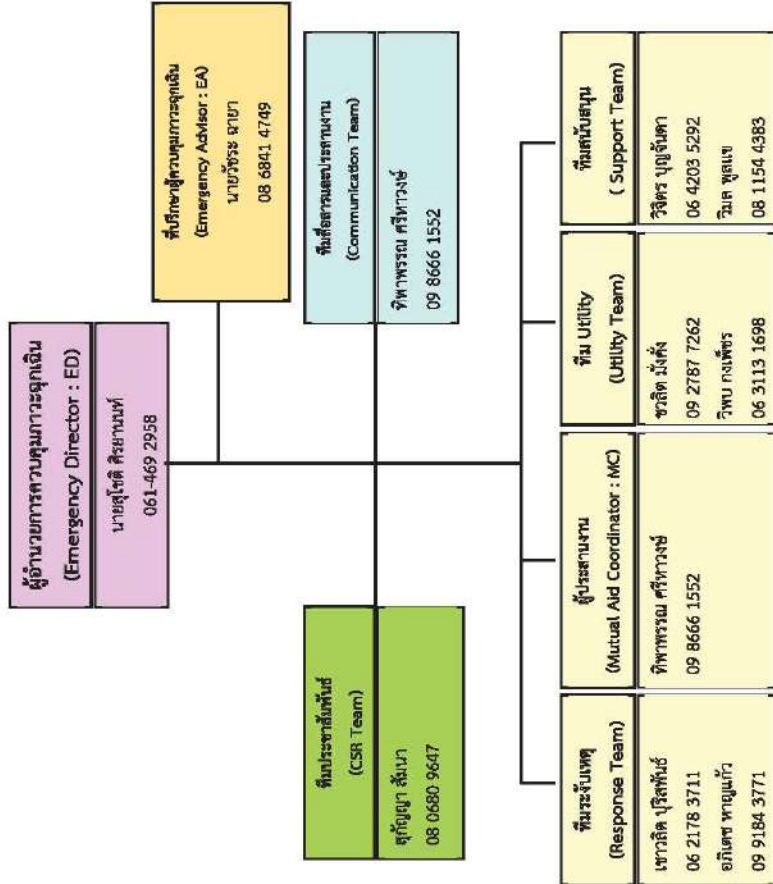 ผู้อำนวยการควบคุมภาวะฉุกเฉิน
(Emergency Director : ED)
นายสุโชติ ศิรยานนท์
061-469 2958
ที่ปรึกษาผู้ควบคุมภาวะฉุกเฉิน
(Emergency Advisor : EA)
นายวัชระ ฉายา
08 6841 4749
ทีมประชาสัมพันธ์
(CSR Team)
สุกัญญา สัมนา
08 0680 9647
ทีมสื่อสารและประสานงาน
(Communication Team)
ทิพาพรรณ ศรีหาวงษ์
09 8666 1552
ทีมระงับเหตุ
(Response Team)
เชาวลิต ปุริสพันธ์
06 2178 3711
อภิเดช หาญแก้ว
09 9184 3771
ผู้ประสานงาน
(Mutual Aid Coordinator : MC)
ทิพาพรรณ ศรีหาวงษ์
09 8666 1552
ทีม Utility
(Utility Team)
ชวลิต มั่งคั่ง
09 2787 7262
วิพบ กงเพ็ชร
06 3113 1698
ทีมสนับสนุน
( Support Team)
วิจิตร บุญจันดา
06 4203 5292
วิมล พูลแข
08 1154 4383